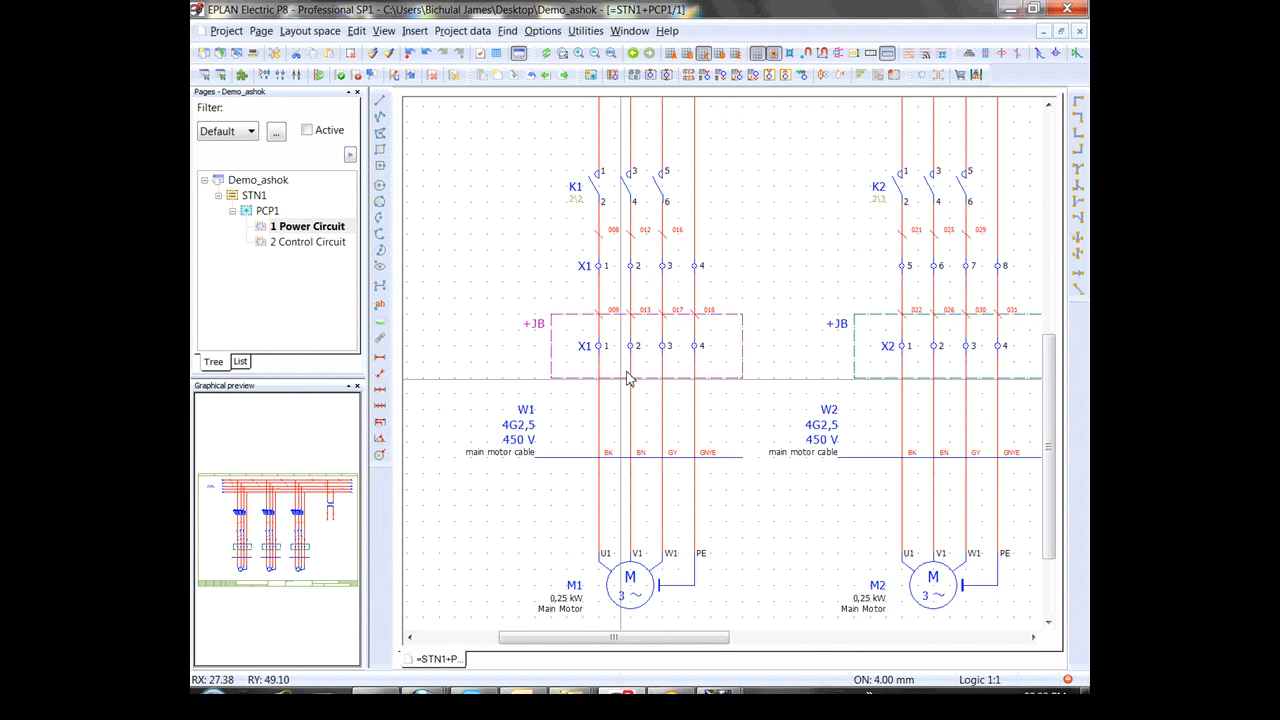 EPLAN Electric P8 - Professional SP1 - C:\Users\Bichulal James\Desktop\Demo_ashok - [=STN1+PCP1/1]
Project Page Layout space Edit View Insert Project data Find Options Utilities Window Help
Pages - Demo_ashok
Filter:
Default ... Active
Demo_ashok
STN1
PCP1
1 Power Circuit
2 Control Circuit
Tree List
Graphical preview
1 3 5
K1
2\2
2 4 6
008 012 016
X1 1 2 3 4
009 013 017 018
+JB
X1 1 2 3 4
W1
4G2,5
450 V
main motor cable
BK BN GY GNYE
U1 V1 W1 PE
M1
M
3 ~
0,25 kW
Main Motor
1 3 5
K2
2\3
2 4 6
021 025 029
5 6 7 8
022 026 030 031
+JB
X2 1 2 3 4
W2
4G2,5
450 V
main motor cable
BK BN GY GNYE
U1 V1 W1 PE
M2
M
3 ~
0,25 kW
Main Motor
=STN1+P...
RX: 27.38 RY: 49.10 ON: 4.00 mm Logic 1:1